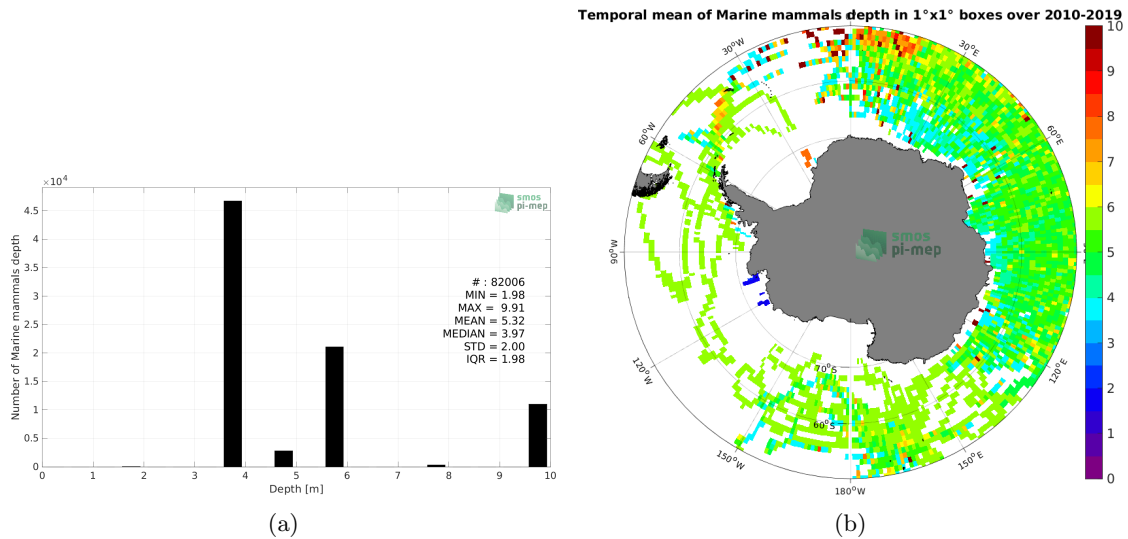 Temporal mean of Marine mammals depth in 1°x1° boxes over 2010-2019
×10⁴
4.5
4
3.5
3
2.5
2
1.5
1
0.5
0
Number of Marine mammals depth
0 1 2 3 4 5 6 7 8 9 10
Depth [m]
smos
pi-mep
# : 82006
MIN = 1.98
MAX = 9.91
MEAN = 5.32
MEDIAN = 3.97
STD = 2.00
IQR = 1.98
(a)
30°W
30°E
60°W
60°E
90°W
120°W
120°E
150°W
150°E
180°W
70°S
60°S
smos
pi-mep
10
9
8
7
6
5
4
3
2
1
0
(b)